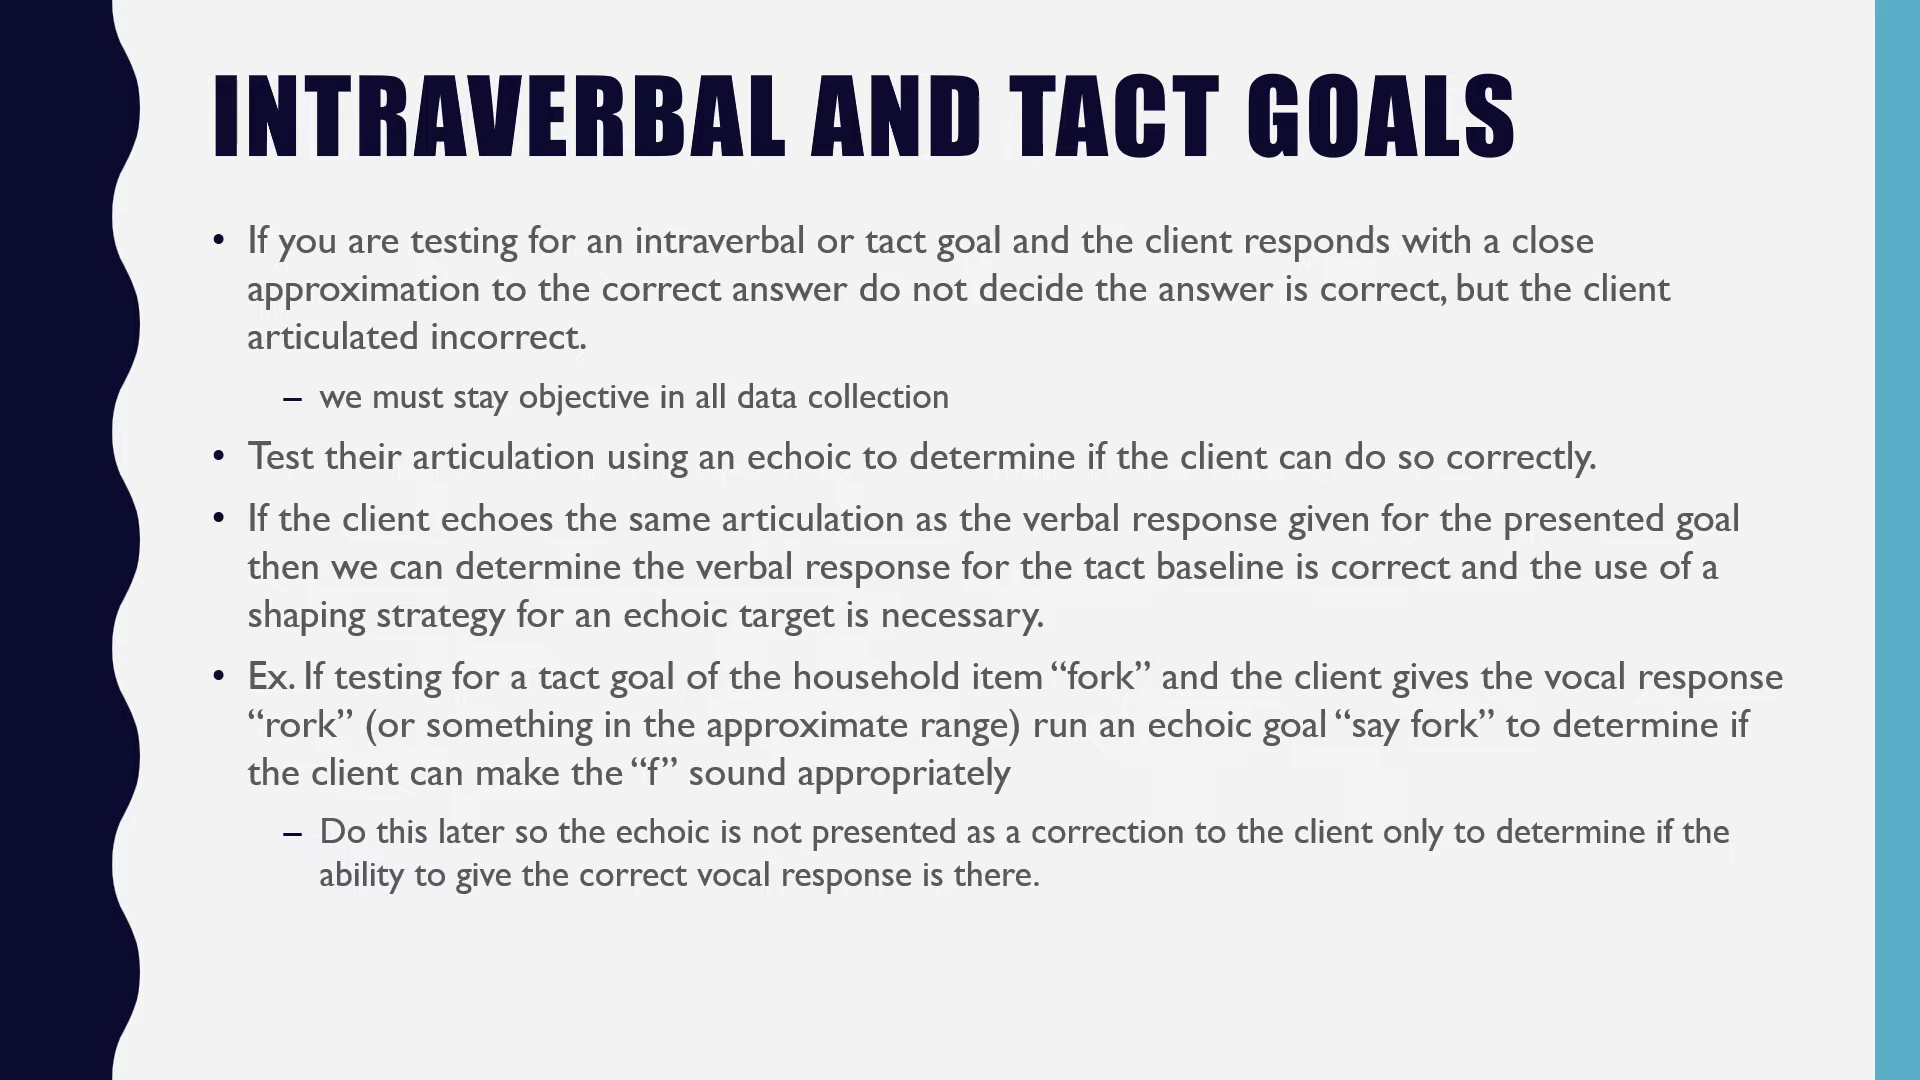 INTRAVERBAL AND TACT GOALS
• If you are testing for an intraverbal or tact goal and the client responds with a close
approximation to the correct answer do not decide the answer is correct, but the client
articulated incorrect.
– we must stay objective in all data collection
• Test their articulation using an echoic to determine if the client can do so correctly.
• If the client echoes the same articulation as the verbal response given for the presented goal
then we can determine the verbal response for the tact baseline is correct and the use of a
shaping strategy for an echoic target is necessary.
• Ex. If testing for a tact goal of the household item “fork” and the client gives the vocal response
“rork” (or something in the approximate range) run an echoic goal “say fork” to determine if
the client can make the “f” sound appropriately
– Do this later so the echoic is not presented as a correction to the client only to determine if the
ability to give the correct vocal response is there.